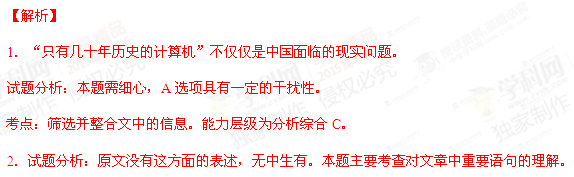 【解析】
1．“只有几十年历史的计算机”不仅仅是中国面临的现实问题。
试题分析：本题需细心，A 选项具有一定的干扰性。
考点：筛选并整合文中的信息。能力层级为分析综合 C。
2．试题分析：原文没有这方面的表述，无中生有。本题主要考查对文章中重要语句的理解。